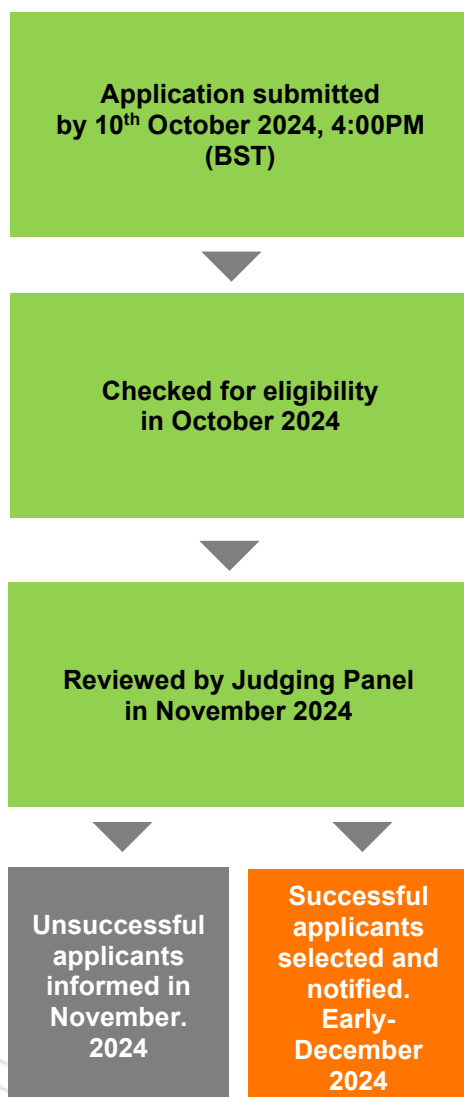 Application submitted
by 10th October 2024, 4:00PM
(BST)
Checked for eligibility
in October 2024
Reviewed by Judging Panel
in November 2024
Unsuccessful
applicants
informed in
November.
2024
Successful
applicants
selected and
notified.
Early-
December
2024